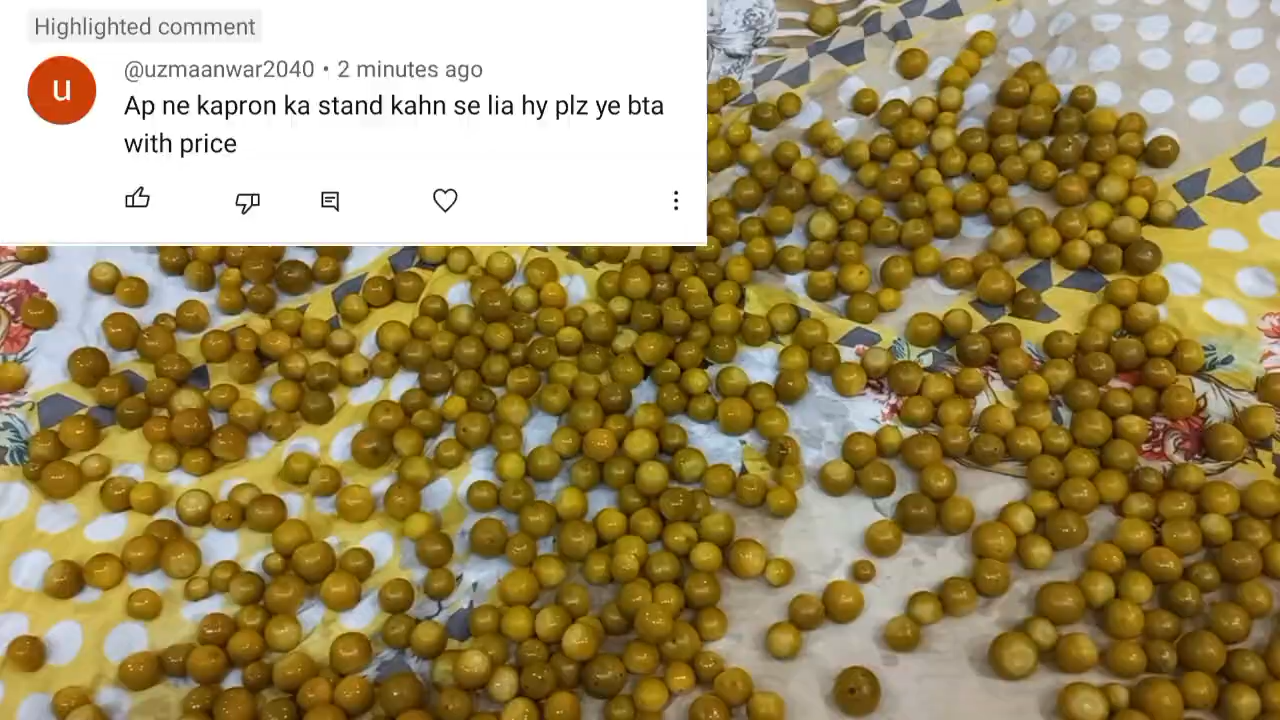 Highlighted comment
u
@uzmaanwar2040 • 2 minutes ago
Ap ne kapron ka stand kahn se lia hy plz ye bta
with price